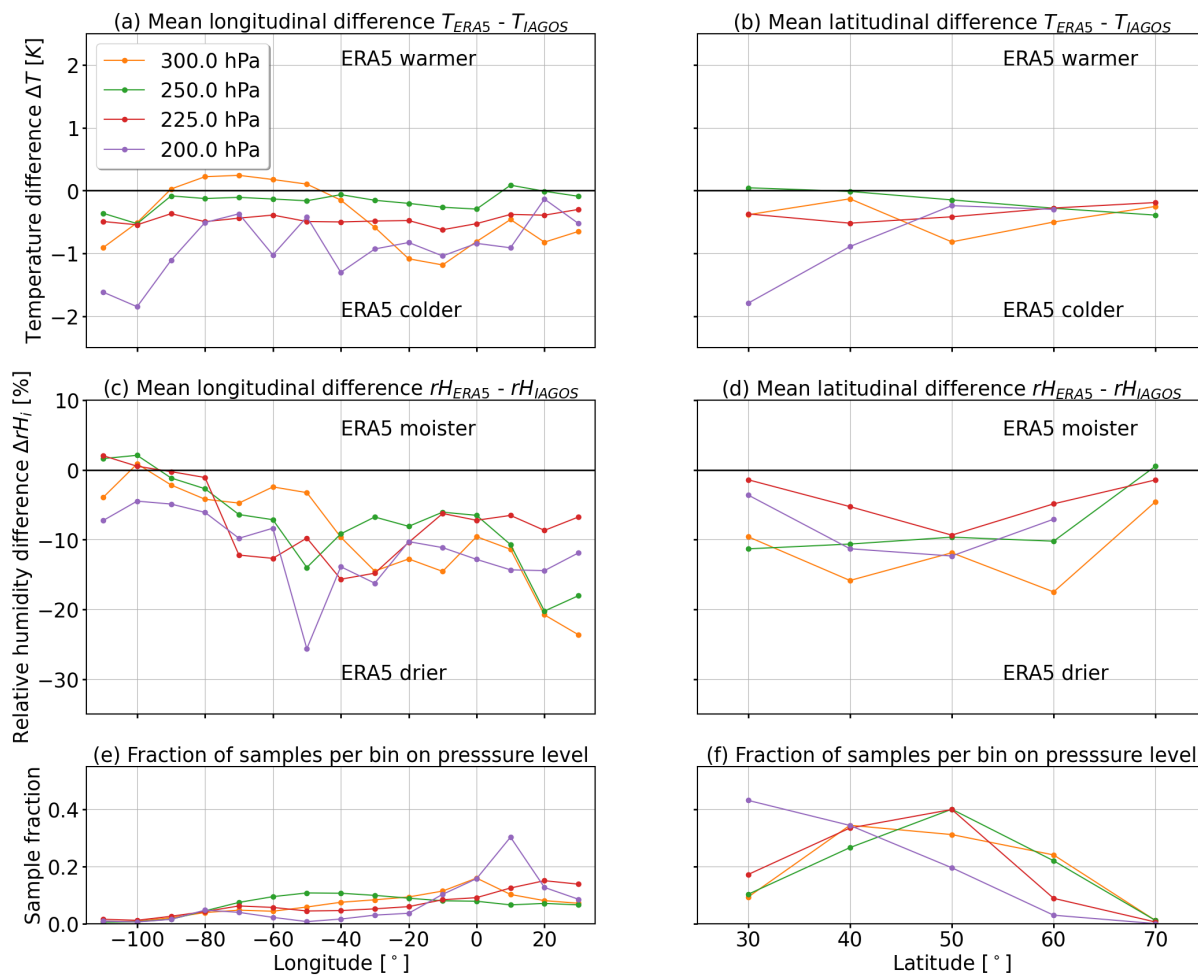 (a) Mean longitudinal difference T_ERA5 - T_IAGOS
(b) Mean latitudinal difference T_ERA5 - T_IAGOS
Temperature difference ΔT [K]
2
1
0
−1
−2
300.0 hPa
250.0 hPa
225.0 hPa
200.0 hPa
ERA5 warmer
ERA5 colder
ERA5 warmer
ERA5 colder
(c) Mean longitudinal difference rH_ERA5 - rH_IAGOS
(d) Mean latitudinal difference rH_ERA5 - rH_IAGOS
Relative humidity difference ΔrH_i [%]
10
0
−10
−20
−30
ERA5 moister
ERA5 drier
ERA5 moister
ERA5 drier
(e) Fraction of samples per bin on presssure level
(f) Fraction of samples per bin on presssure level
Sample fraction
0.4
0.2
0.0
−100 −80 −60 −40 −20 0 20
Longitude [°]
30 40 50 60 70
Latitude [°]